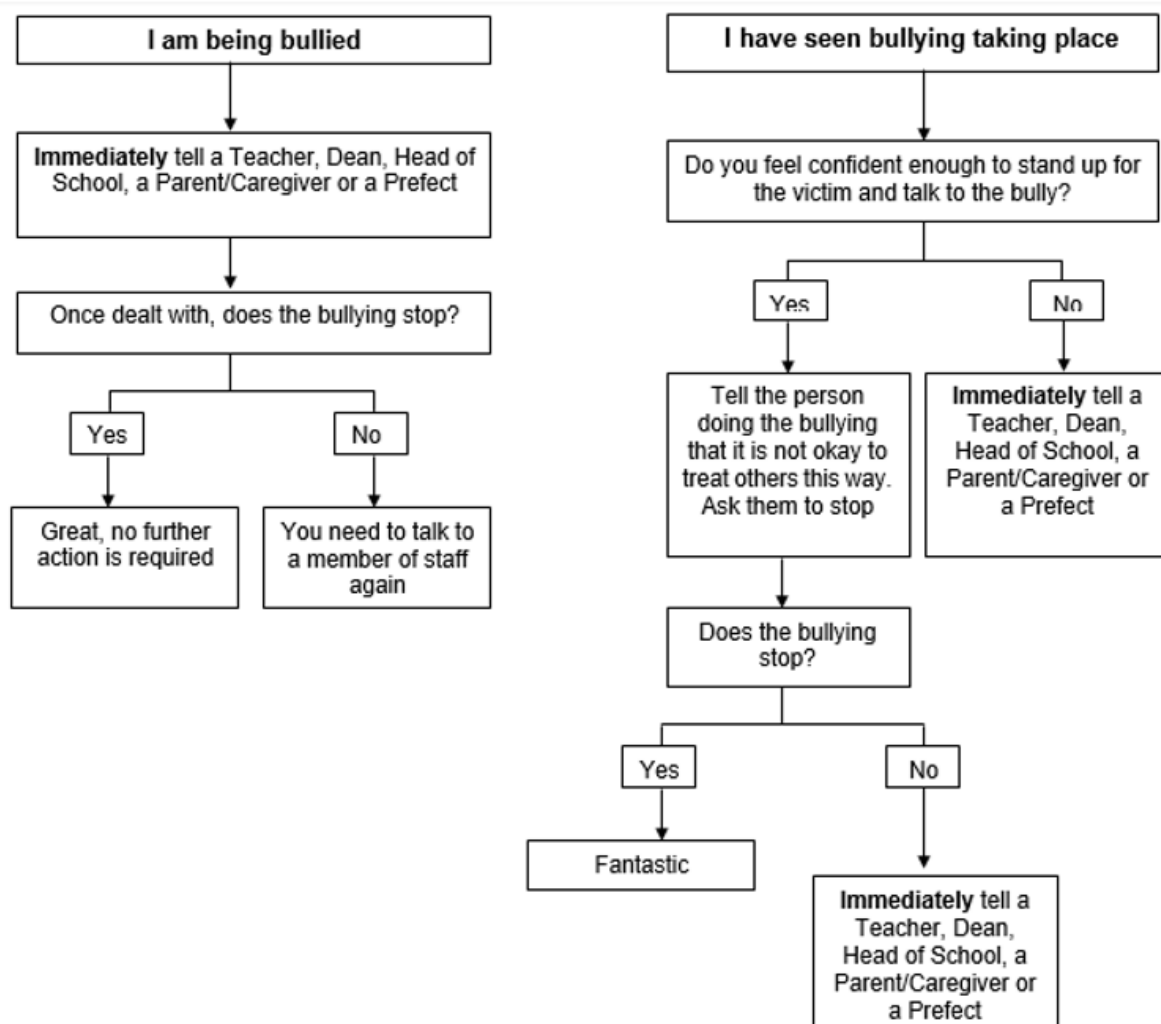 I am being bullied
Immediately tell a Teacher, Dean, Head of
School, a Parent/Caregiver or a Prefect
Once dealt with, does the bullying stop?
Yes
No
Great, no further
action is required
You need to talk to
a member of staff
again
I have seen bullying taking place
Do you feel confident enough to stand up for
the victim and talk to the bully?
Yes
No
Tell the person
doing the bullying
that it is not okay to
treat others this way.
Ask them to stop
Immediately tell a
Teacher, Dean,
Head of School, a
Parent/Caregiver or
a Prefect
Does the bullying
stop?
Yes
No
Fantastic
Immediately tell a
Teacher, Dean,
Head of School, a
Parent/Caregiver or
a Prefect